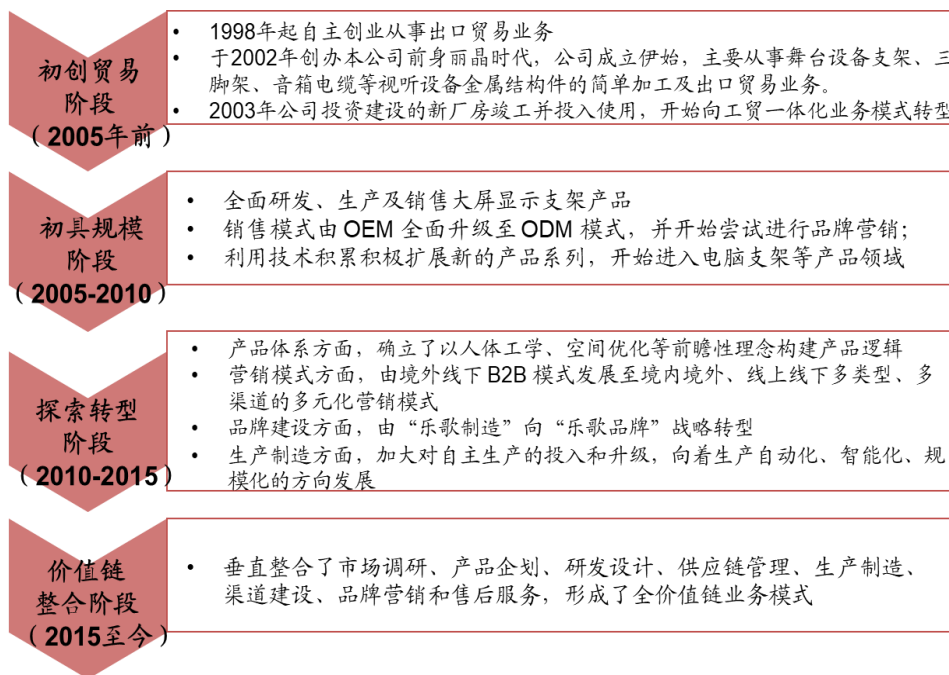 初创贸易
阶段
（2005年前）
• 1998年起自主创业从事出口贸易业务
• 于2002年创办本公司前身丽晶时代，公司成立伊始，主要从事舞台设备支架、三
脚架、音箱电缆等视听设备金属结构件的简单加工及出口贸易业务。
• 2003年公司投资建设的新厂房竣工并投入使用，开始向工贸一体化业务模式转型
初具规模
阶段
（2005-2010）
• 全面研发、生产及销售大屏显示支架产品
• 销售模式由 OEM 全面升级至 ODM 模式，并开始尝试进行品牌营销；
• 利用技术积累积极扩展新的产品系列，开始进入电脑支架等产品领域
探索转型
阶段
（2010-2015）
• 产品体系方面，确立了以人体工学、空间优化等前瞻性理念构建产品逻辑
• 营销模式方面，由境外线下 B2B 模式发展至境内境外、线上线下多类型、多
渠道的多元化营销模式
• 品牌建设方面，由“乐歌制造”向“乐歌品牌”战略转型
• 生产制造方面，加大对自主生产的投入和升级，向着生产自动化、智能化、规
模化的方向发展
价值链
整合阶段
（2015至今）
• 垂直整合了市场调研、产品企划、研发设计、供应链管理、生产制造、
渠道建设、品牌营销和售后服务，形成了全价值链业务模式